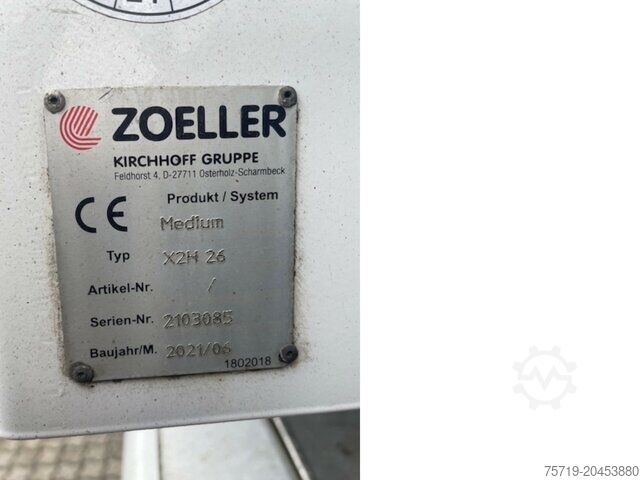 21
ZOELLER
KIRCHHOFF GRUPPE
Feldhorst 4, D-27711 Osterholz-Scharmbeck
CE
Produkt / System
Medium
Typ X2H 26
Artikel-Nr. /
Serien-Nr. 2103085
Baujahr/M. 2021/06
1802018
75719-20453880